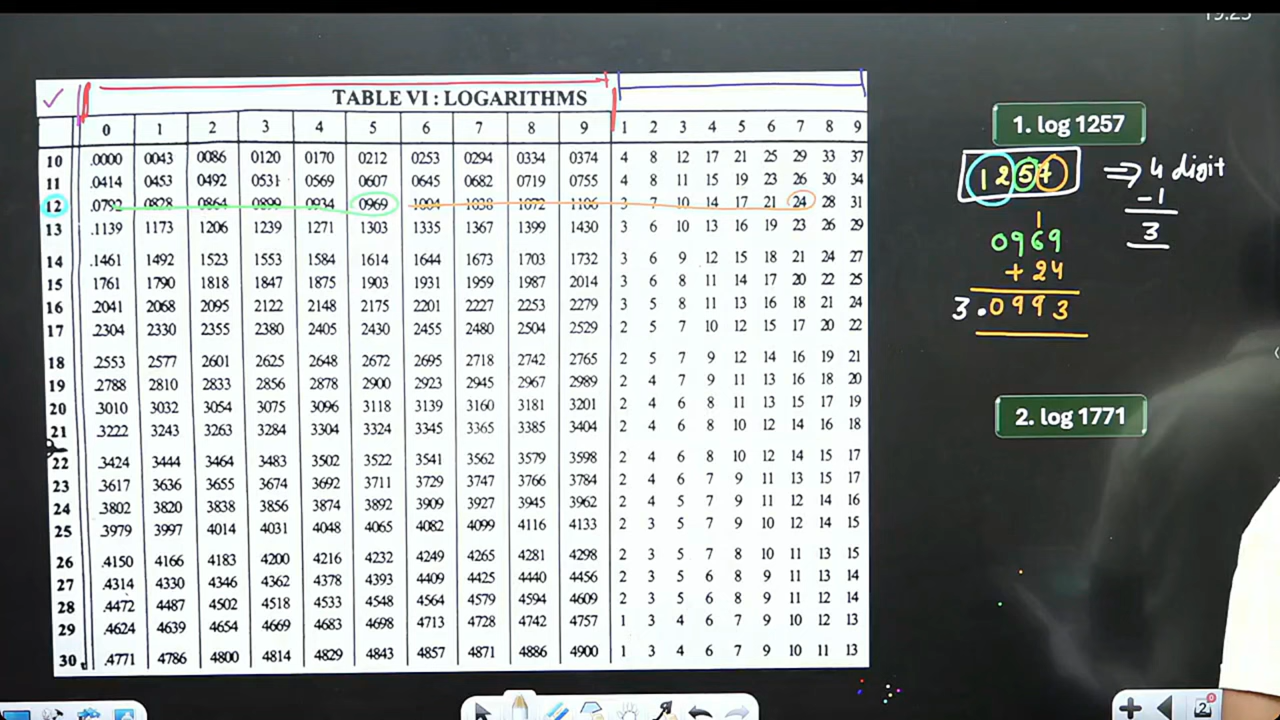 19:25
TABLE VI : LOGARITHMS
0 1 2 3 4 5 6 7 8 9 1 2 3 4 5 6 7 8 9
10 .0000 0043 0086 0120 0170 0212 0253 0294 0334 0374 4 8 12 17 21 25 29 33 37
11 .0414 0453 0492 0531 0569 0607 0645 0682 0719 0755 4 8 11 15 19 23 26 30 34
12 .0792 0828 0864 0899 0934 0969 1004 1038 1072 1106 3 7 10 14 17 21 24 28 31
13 .1139 1173 1206 1239 1271 1303 1335 1367 1399 1430 3 6 10 13 16 19 23 26 29
14 .1461 1492 1523 1553 1584 1614 1644 1673 1703 1732 3 6 9 12 15 18 21 24 27
15 1761 1790 1818 1847 1875 1903 1931 1959 1987 2014 3 6 8 11 14 17 20 22 25
16 .2041 2068 2095 2122 2148 2175 2201 2227 2253 2279 3 5 8 11 13 16 18 21 24
17 .2304 2330 2355 2380 2405 2430 2455 2480 2504 2529 2 5 7 10 12 15 17 20 22
18 .2553 2577 2601 2625 2648 2672 2695 2718 2742 2765 2 5 7 9 12 14 16 19 21
19 .2788 2810 2833 2856 2878 2900 2923 2945 2967 2989 2 4 7 9 11 13 16 18 20
20 .3010 3032 3054 3075 3096 3118 3139 3160 3181 3201 2 4 6 8 11 13 15 17 19
21 .3222 3243 3263 3284 3304 3324 3345 3365 3385 3404 2 4 6 8 10 12 14 16 18
22 .3424 3444 3464 3483 3502 3522 3541 3562 3579 3598 2 4 6 8 10 12 14 15 17
23 .3617 3636 3655 3674 3692 3711 3729 3747 3766 3784 2 4 6 7 9 11 13 15 17
24 .3802 3820 3838 3856 3874 3892 3909 3927 3945 3962 2 4 5 7 9 11 12 14 16
25 .3979 3997 4014 4031 4048 4065 4082 4099 4116 4133 2 3 5 7 9 10 12 14 15
26 .4150 4166 4183 4200 4216 4232 4249 4265 4281 4298 2 3 5 7 8 10 11 13 15
27 .4314 4330 4346 4362 4378 4393 4409 4425 4440 4456 2 3 5 6 8 9 11 13 14
28 .4472 4487 4502 4518 4533 4548 4564 4579 4594 4609 2 3 5 6 8 9 11 12 14
29 .4624 4639 4654 4669 4683 4698 4713 4728 4742 4757 1 3 4 6 7 9 10 12 13
30 .4771 4786 4800 4814 4829 4843 4857 4871 4886 4900 1 3 4 6 7 9 10 11 13
1. log 1257
1257 ⇒ 4 digit
-1
3
1
0969
+24
3.0993
2. log 1771
2